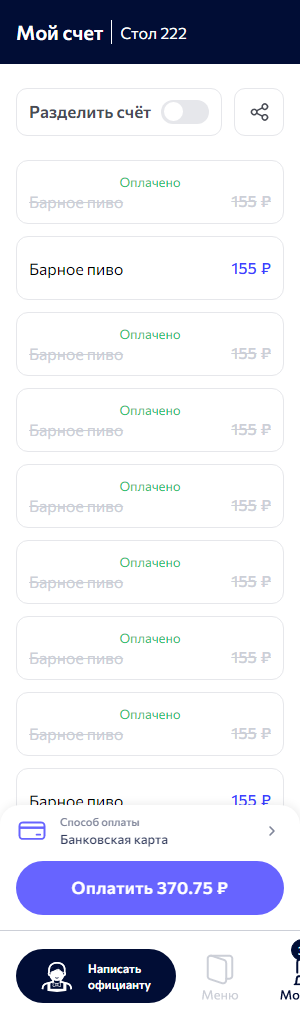 Мой счет | Стол 222
Разделить счёт
Оплачено
Барное пиво 155 ₽
Барное пиво 155 ₽
Оплачено
Барное пиво 155 ₽
Оплачено
Барное пиво 155 ₽
Оплачено
Барное пиво 155 ₽
Оплачено
Барное пиво 155 ₽
Оплачено
Барное пиво 155 ₽
Оплачено
Барное пиво 155 ₽
Барное пиво 155 ₽
Способ оплаты
Банковская карта
Оплатить 370.75 ₽
Написать
официанту
Меню
Мо